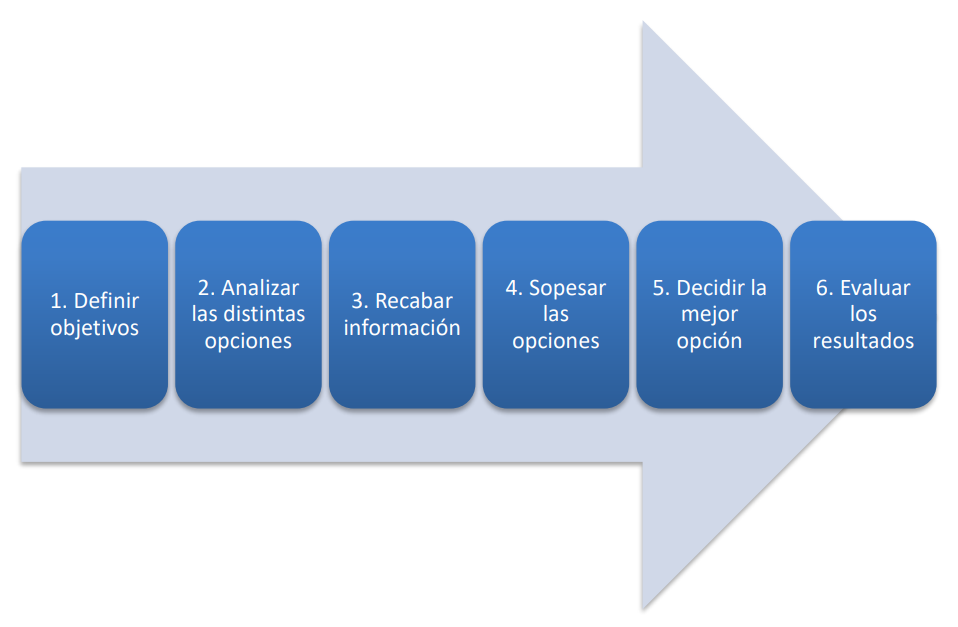 1. Definir
objetivos
2. Analizar
las distintas
opciones
3. Recabar
información
4. Sopesar
las
opciones
5. Decidir la
mejor
opción
6. Evaluar
los
resultados